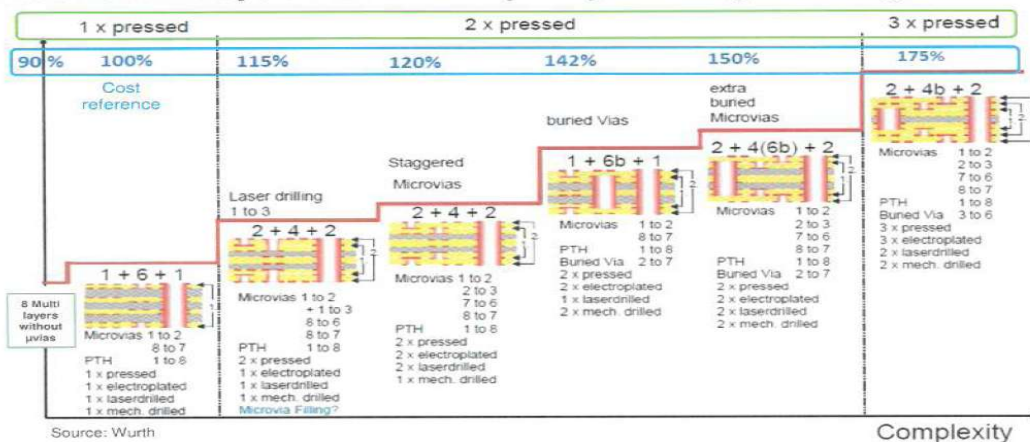 1 x pressed
2 x pressed
3 x pressed
90 %
100%
115%
120%
142%
150%
175%
Cost
reference
8 Multi
layers
without
µvias
1 + 6 + 1
Microvias 1 to 2
8 to 7
PTH 1 to 8
1 x pressed
1 x electroplated
1 x laserdrilled
1 x mech. drilled
Laser drilling
1 to 3
2 + 4 + 2
Microvias 1 to 2
+ 1 to 3
8 to 6
8 to 7
PTH 1 to 8
2 x pressed
1 x electroplated
1 x laserdrilled
1 x mech. drilled
Microvia Filling?
Staggered
Microvias
2 + 4 + 2
Microvias 1 to 2
2 to 3
7 to 6
8 to 7
PTH 1 to 8
2 x pressed
2 x electroplated
2 x laserdrilled
1 x mech. drilled
buried Vias
1 + 6b + 1
Microvias 1 to 2
8 to 7
PTH 1 to 8
Buried Via 2 to 7
2 x pressed
2 x electroplated
1 x laserdrilled
2 x mech. drilled
extra
buried
Microvias
2 + 4(6b) + 2
Microvias 1 to 2
2 to 3
7 to 6
8 to 7
PTH 1 to 8
Buried Via 2 to 7
2 x pressed
2 x electroplated
2 x laserdrilled
2 x mech. drilled
2 + 4b + 2
Microvias 1 to 2
2 to 3
7 to 6
8 to 7
PTH 1 to 8
Buried Via 3 to 6
3 x pressed
3 x electroplated
2 x laserdrilled
2 x mech. drilled
Source: Wurth
Complexity